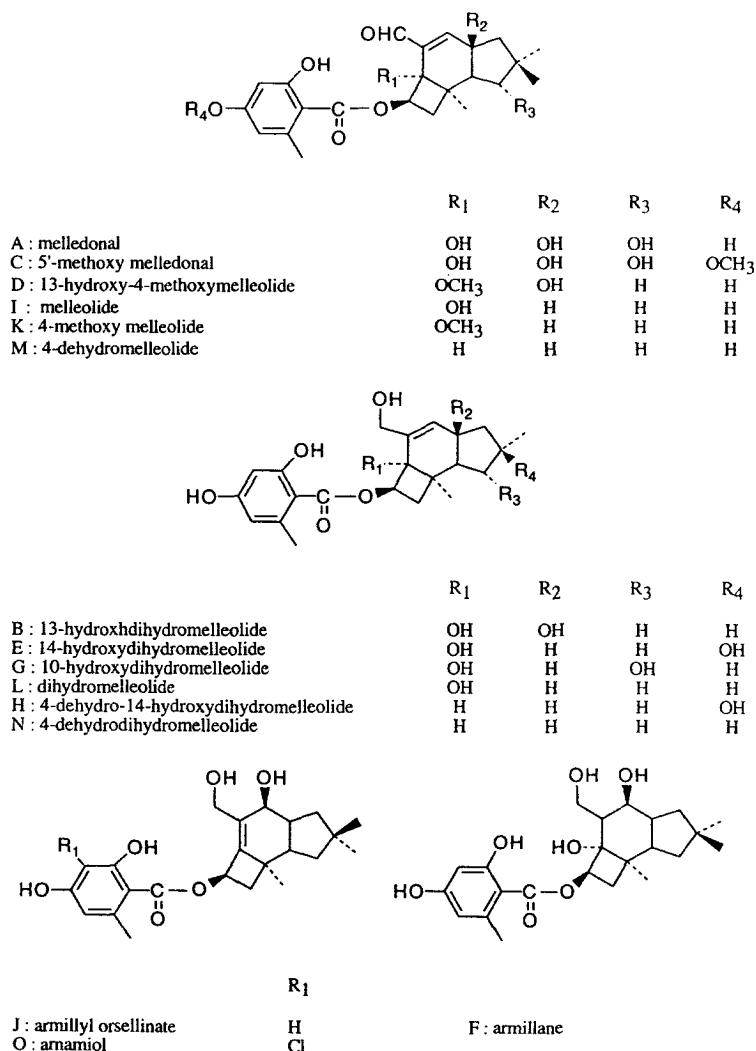 OHC R2
OH R1
R4O C O R3
O
R1 R2 R3 R4
A : melledonal OH OH OH H
C : 5'-methoxy melledonal OH OH OH OCH3
D : 13-hydroxy-4-methoxymelleolide OCH3 OH H H
I : melleolide OH H H H
K : 4-methoxy melleolide OCH3 H H H
M : 4-dehydromelleolide H H H H
OH
R2
OH R1 R4
HO C O R3
O
R1 R2 R3 R4
B : 13-hydroxhdihydromelleolide OH OH H H
E : 14-hydroxydihydromelleolide OH H H OH
G : 10-hydroxydihydromelleolide OH H OH H
L : dihydromelleolide OH H H H
H : 4-dehydro-14-hydroxydihydromelleolide H H H OH
N : 4-dehydrodihydromelleolide H H H H
OH OH
R1 OH
HO C O
O
OH OH
OH HO
HO C O
O
R1
J : armillyl orsellinate H F : armillane
O : arnamiol Cl